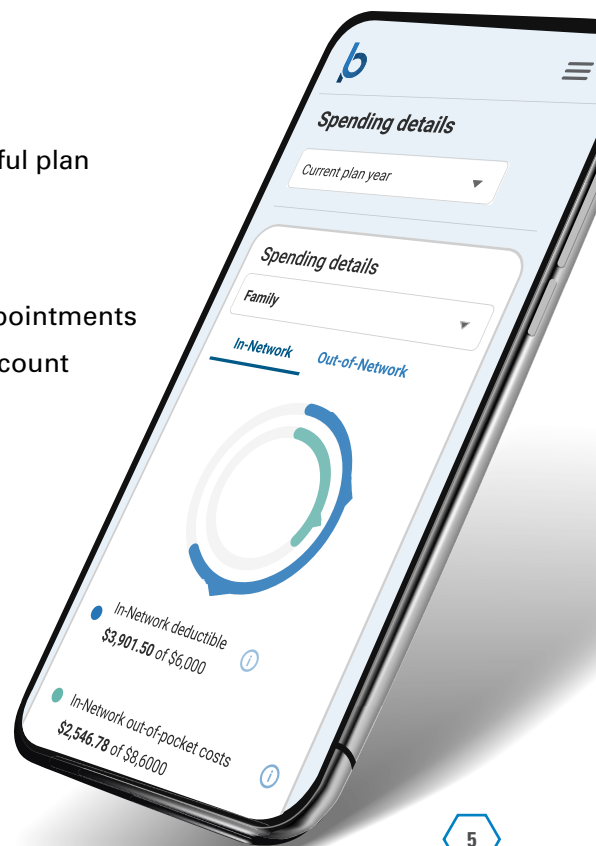 ful plan
pointments
count
b
Spending details
Current plan year
Spending details
Family
In-Network Out-of-Network
In-Network deductible
$3,901.50 of $6,000
In-Network out-of-pocket costs
$2,546.78 of $8,6000
5